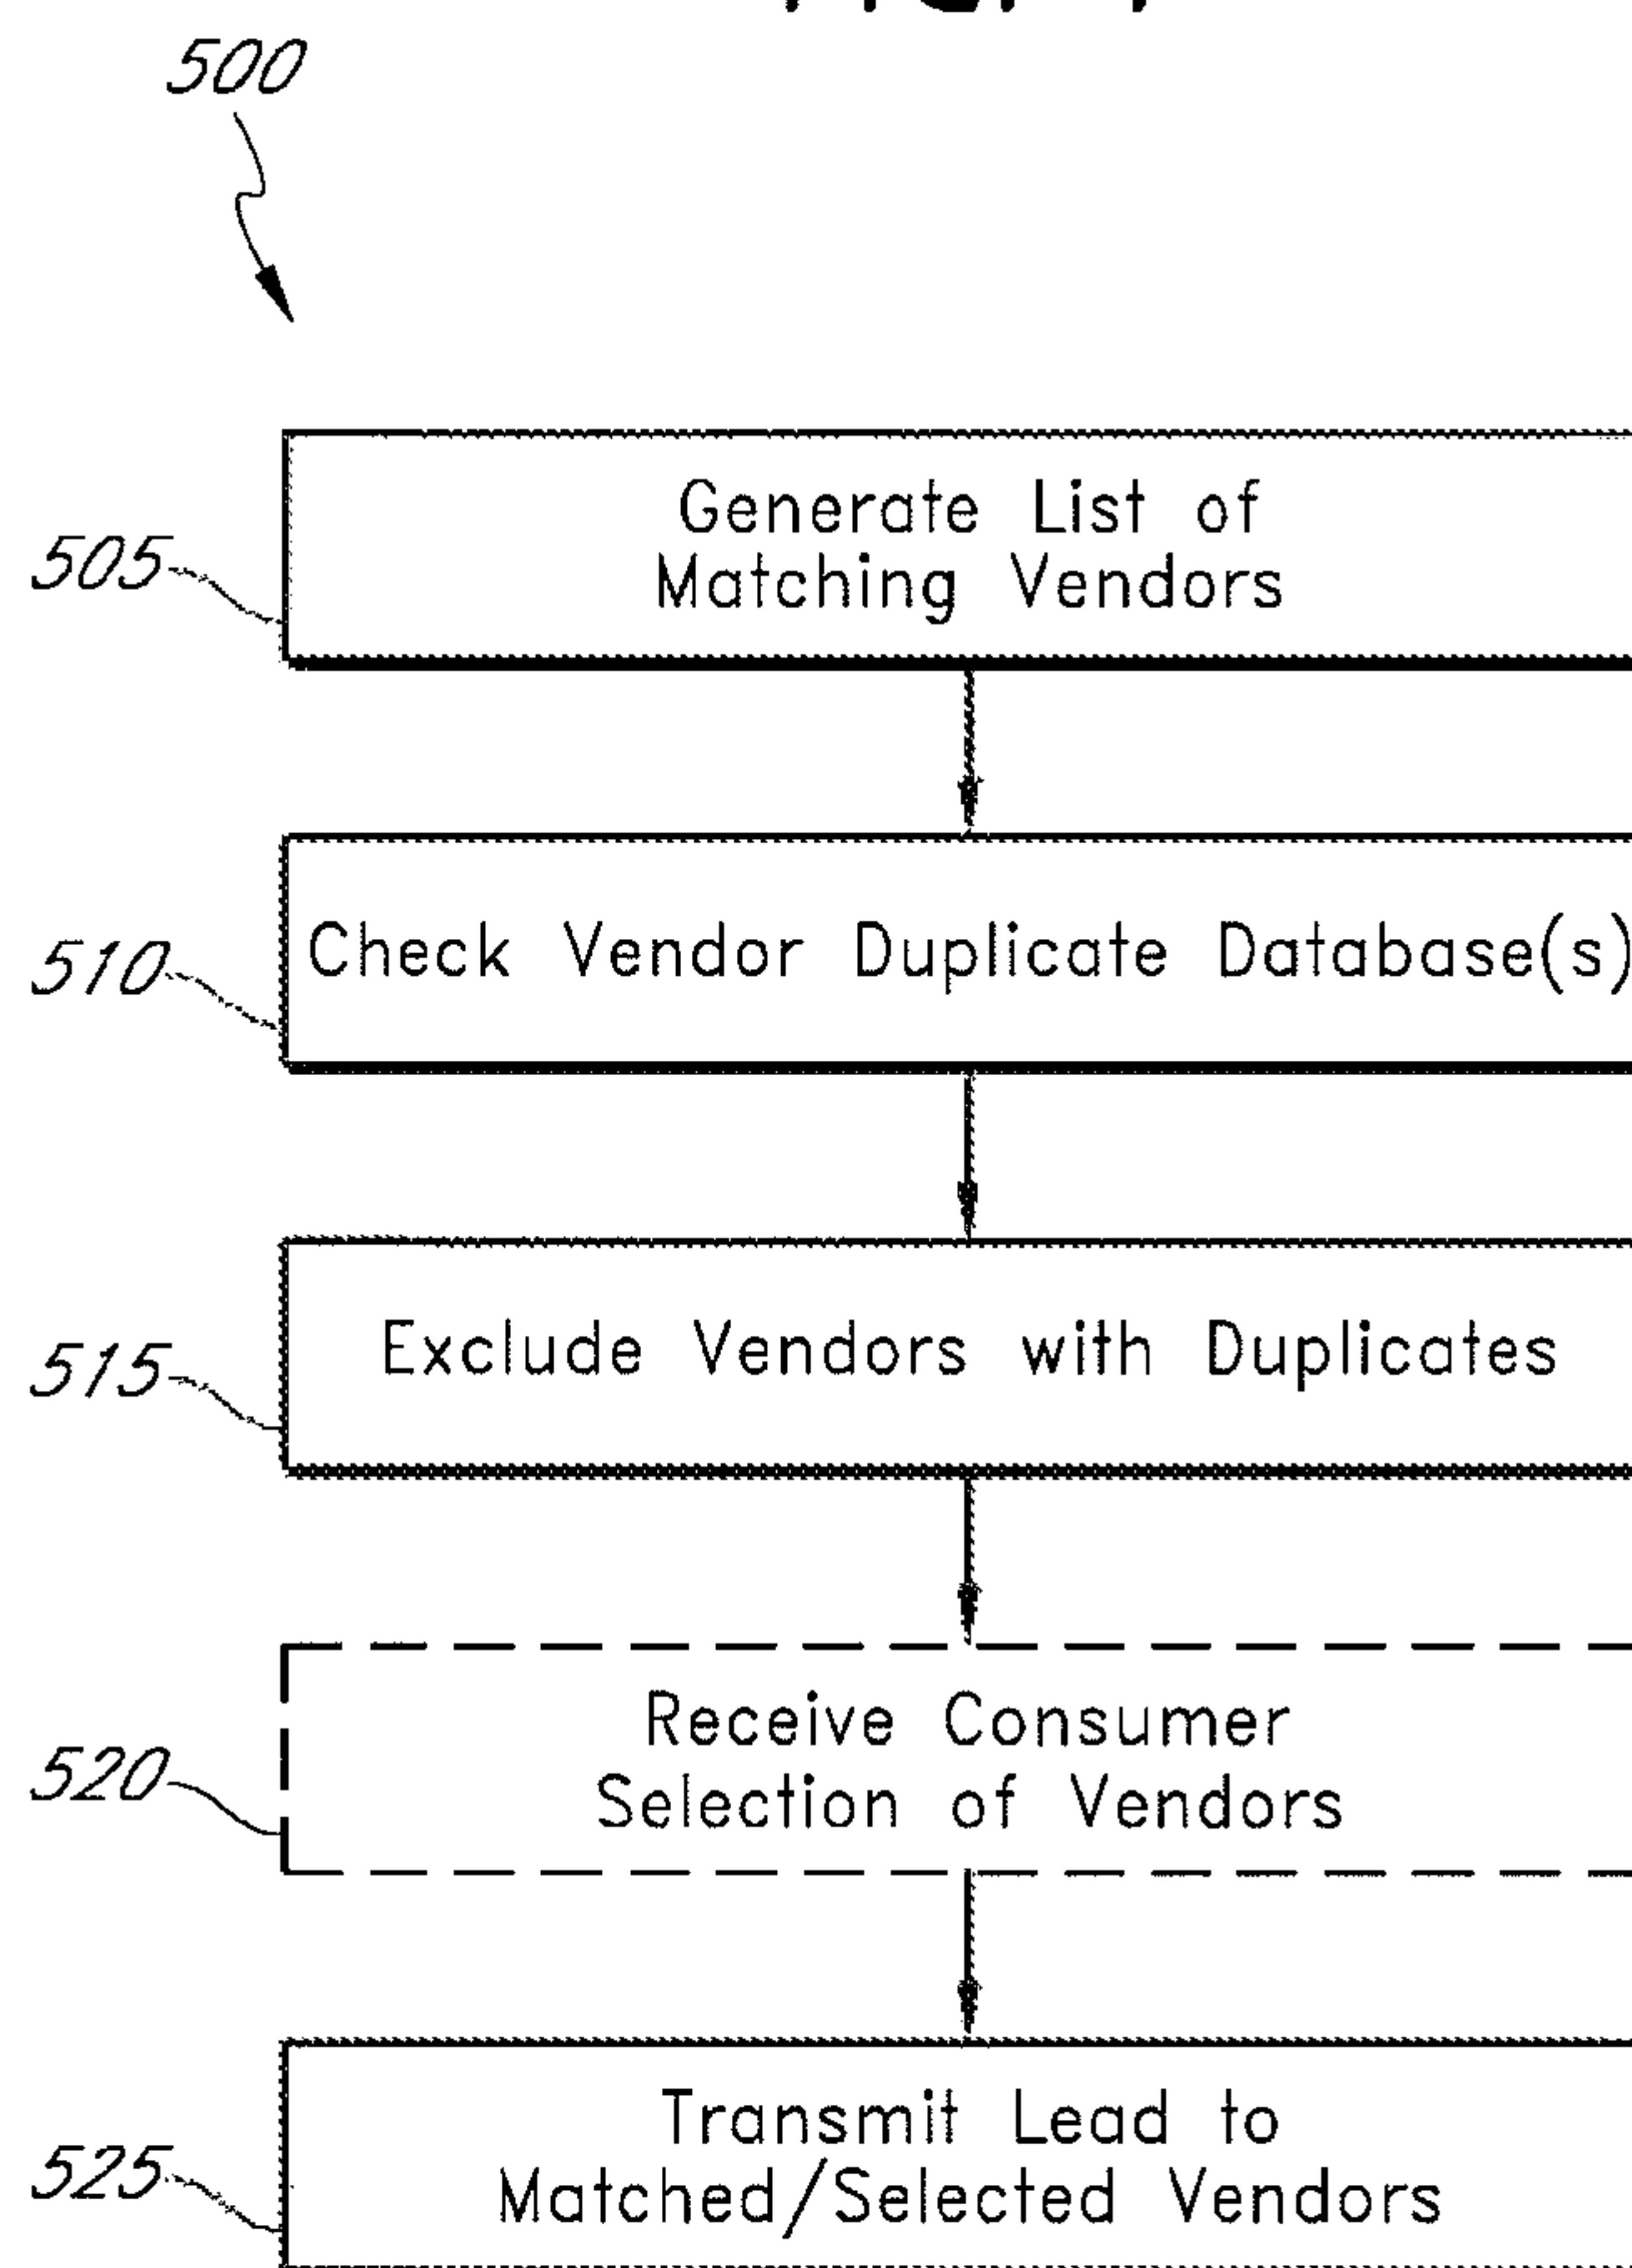 500
505
Generate List of
Matching Vendors
510
Check Vendor Duplicate Database(s)
515
Exclude Vendors with Duplicates
520
Receive Consumer
Selection of Vendors
525
Transmit Lead to
Matched/Selected Vendors